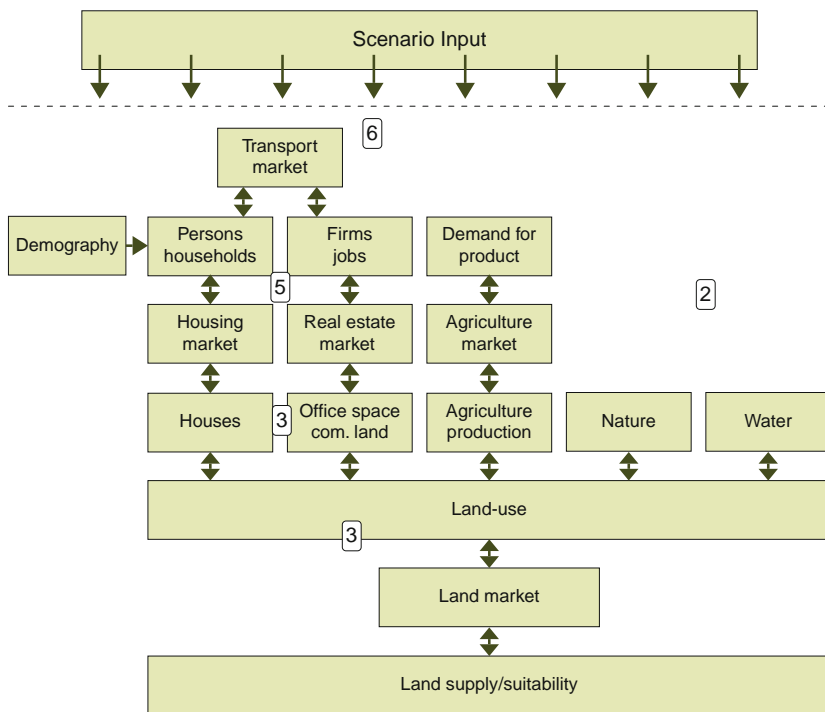 Scenario Input
6
Transport
market
Demography
Persons
households
Firms
jobs
Demand for
product
5
2
Housing
market
Real estate
market
Agriculture
market
Houses
3
Office space
com. land
Agriculture
production
Nature
Water
Land-use
3
Land market
Land supply/suitability